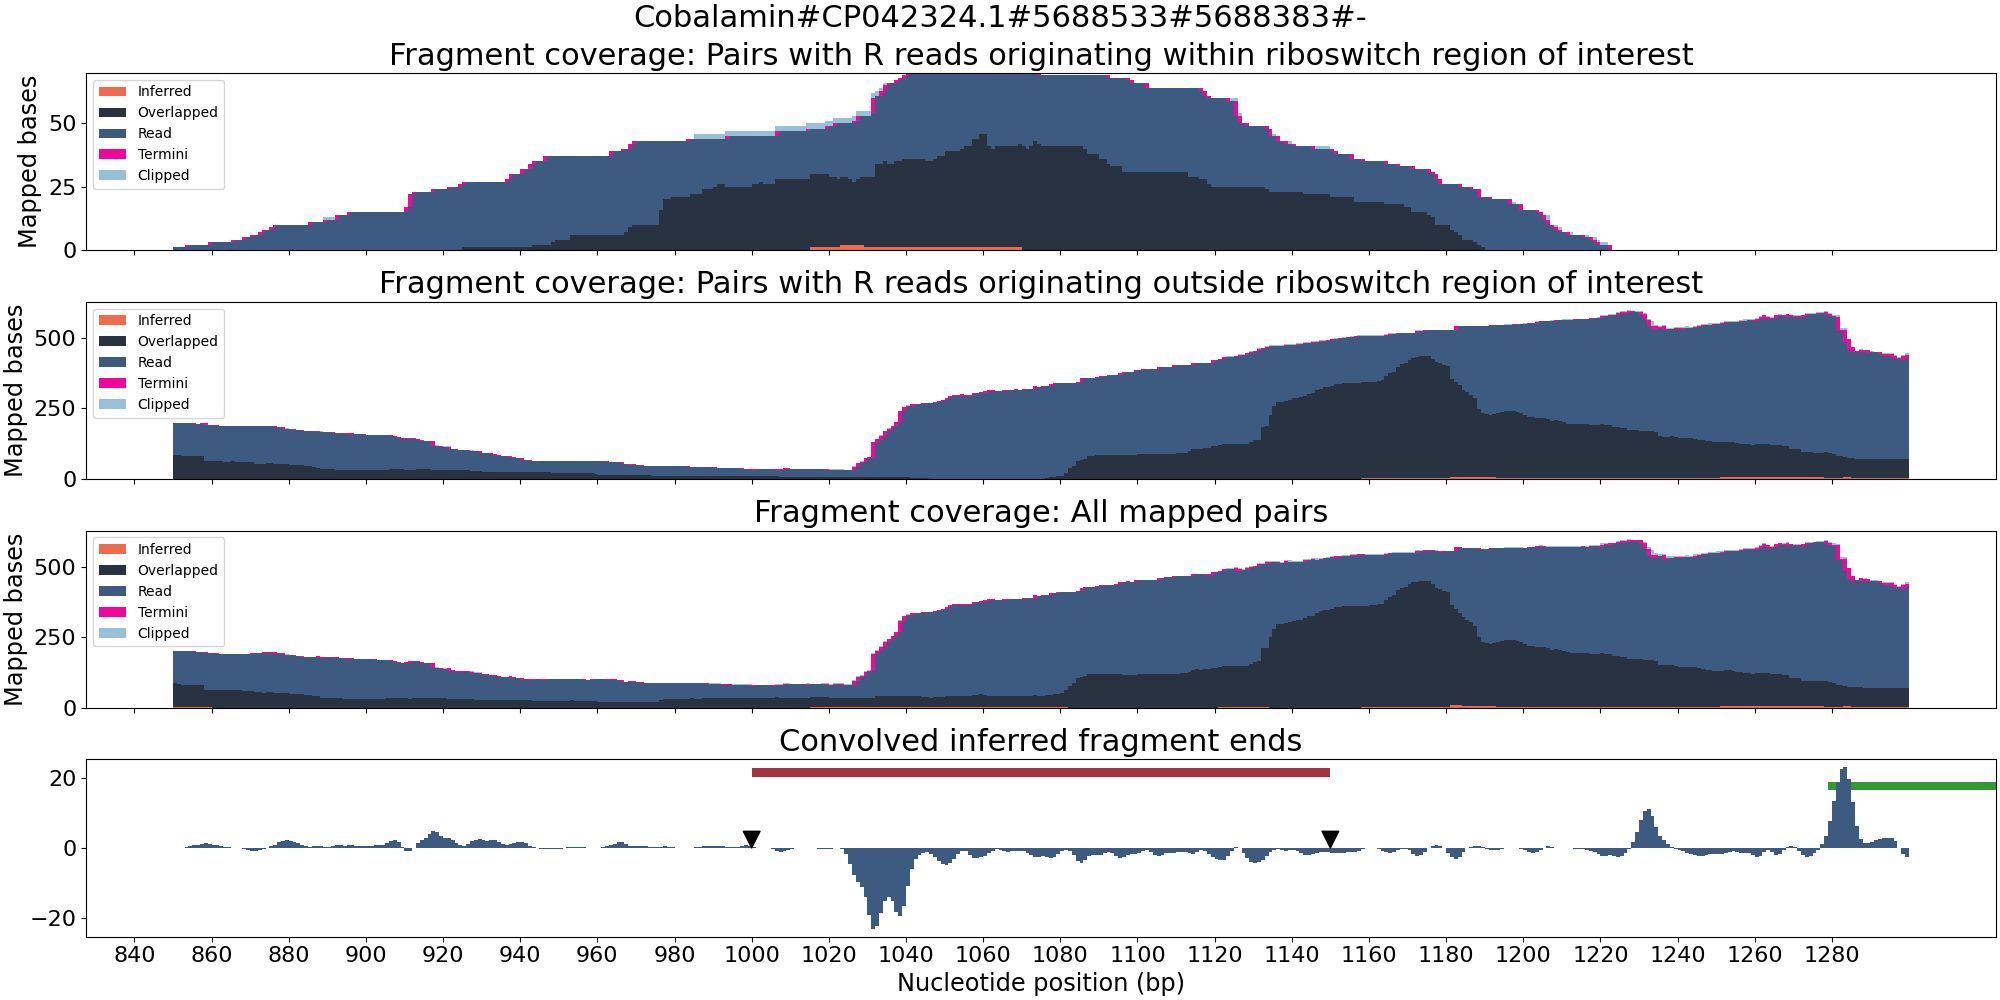 Cobalamin#CP042324.1#5688533#5688383#-
Fragment coverage: Pairs with R reads originating within riboswitch region of interest
Mapped bases
50
25
0
Inferred
Overlapped
Read
Termini
Clipped
Fragment coverage: Pairs with R reads originating outside riboswitch region of interest
Mapped bases
500
250
0
Inferred
Overlapped
Read
Termini
Clipped
Fragment coverage: All mapped pairs
Mapped bases
500
250
0
Inferred
Overlapped
Read
Termini
Clipped
Convolved inferred fragment ends
20
0
−20
840 860 880 900 920 940 960 980 1000 1020 1040 1060 1080 1100 1120 1140 1160 1180 1200 1220 1240 1260 1280
Nucleotide position (bp)